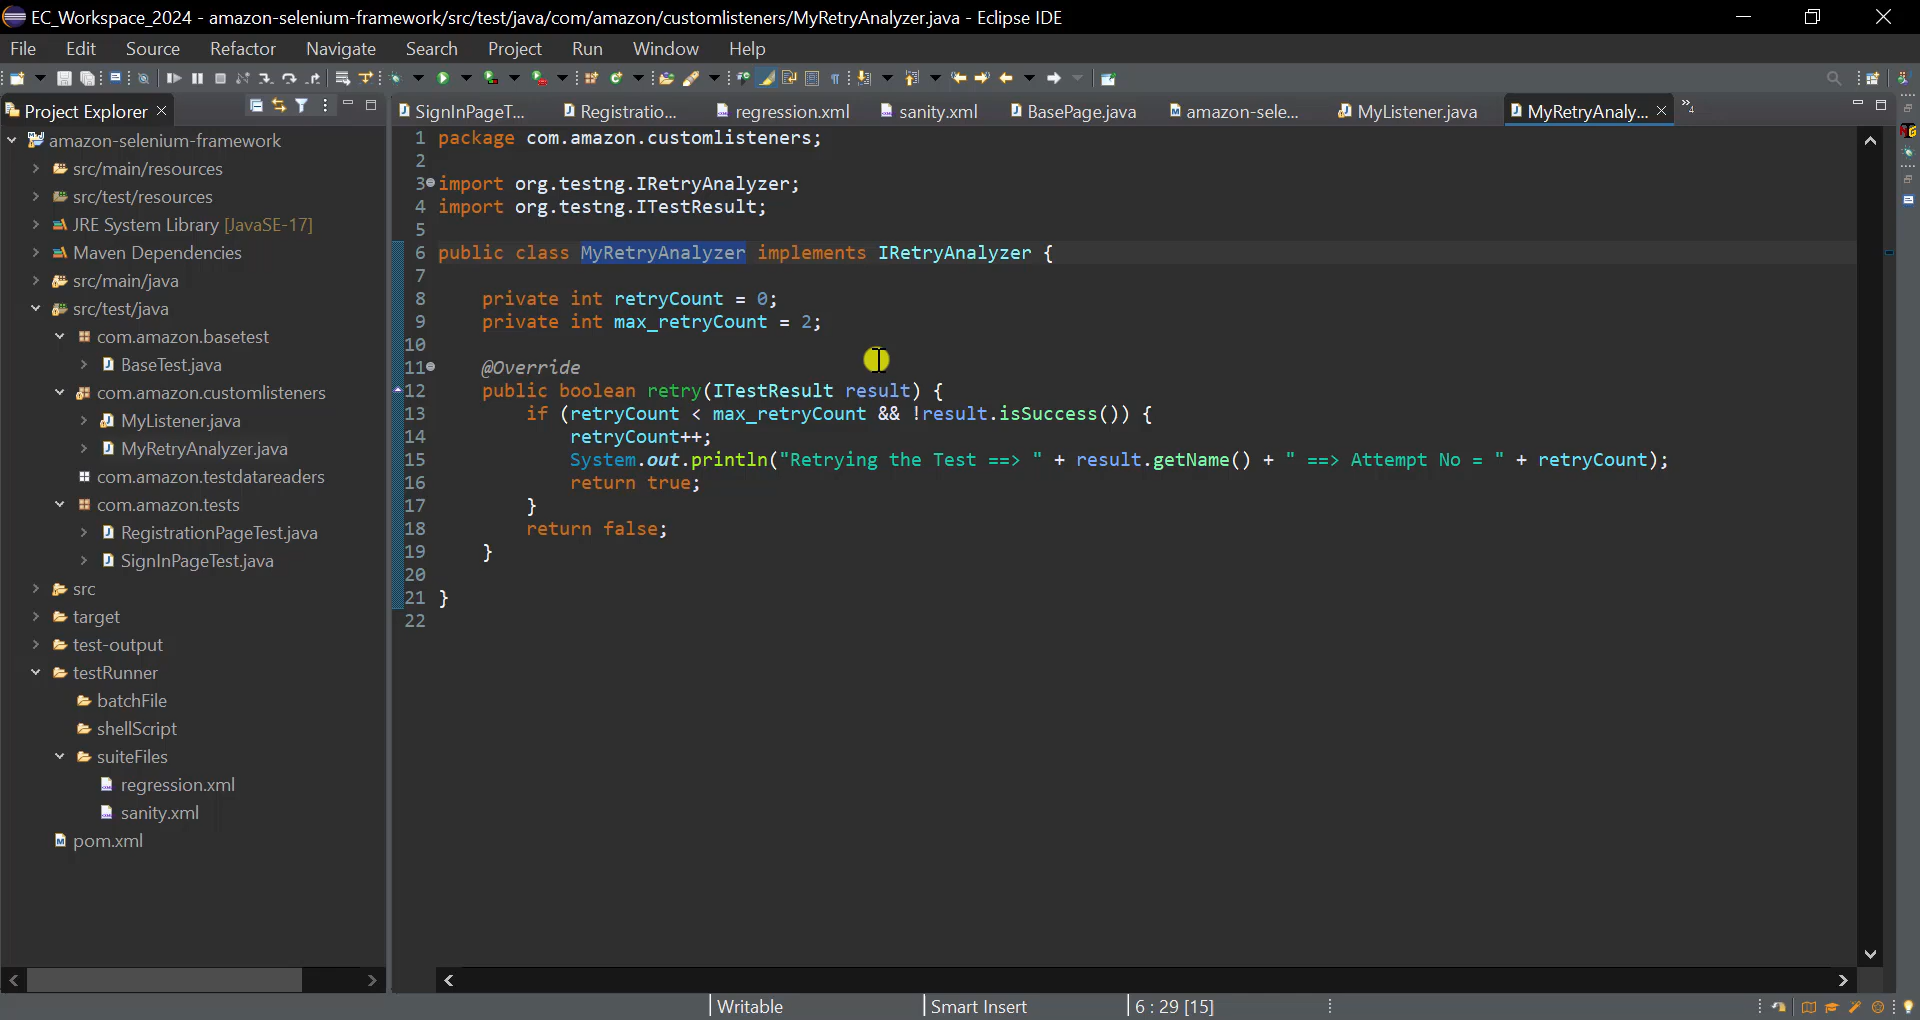 EC_Workspace_2024 - amazon-selenium-framework/src/test/java/com/amazon/customlisteners/MyRetryAnalyzer.java - Eclipse IDE
File Edit Source Refactor Navigate Search Project Run Window Help
Project Explorer
SignInPageT... Registratio... regression.xml sanity.xml BasePage.java amazon-sele... MyListener.java MyRetryAnaly... »4
amazon-selenium-framework
src/main/resources
src/test/resources
JRE System Library [JavaSE-17]
Maven Dependencies
src/main/java
src/test/java
com.amazon.basetest
BaseTest.java
com.amazon.customlisteners
MyListener.java
MyRetryAnalyzer.java
com.amazon.testdatareaders
com.amazon.tests
RegistrationPageTest.java
SignInPageTest.java
src
target
test-output
testRunner
batchFile
shellScript
suiteFiles
regression.xml
sanity.xml
pom.xml
1 package com.amazon.customlisteners;
2
3 import org.testng.IRetryAnalyzer;
4 import org.testng.ITestResult;
5
6 public class MyRetryAnalyzer implements IRetryAnalyzer {
7
8 private int retryCount = 0;
9 private int max_retryCount = 2;
10
11 @Override
12 public boolean retry(ITestResult result) {
13 if (retryCount < max_retryCount && !result.isSuccess()) {
14 retryCount++;
15 System.out.println("Retrying the Test ==> " + result.getName() + " ==> Attempt No = " + retryCount);
16 return true;
17 }
18 return false;
19 }
20
21 }
22
Writable Smart Insert 6 : 29 [15]